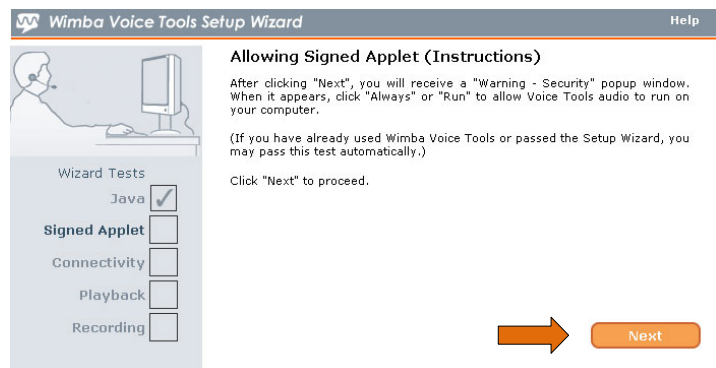 Wimba Voice Tools Setup Wizard
Help
Allowing Signed Applet (Instructions)
After clicking "Next", you will receive a "Warning - Security" popup window.
When it appears, click "Always" or "Run" to allow Voice Tools audio to run on
your computer.
(If you have already used Wimba Voice Tools or passed the Setup Wizard, you
may pass this test automatically.)
Click "Next" to proceed.
Wizard Tests
Java
Signed Applet
Connectivity
Playback
Recording
Next